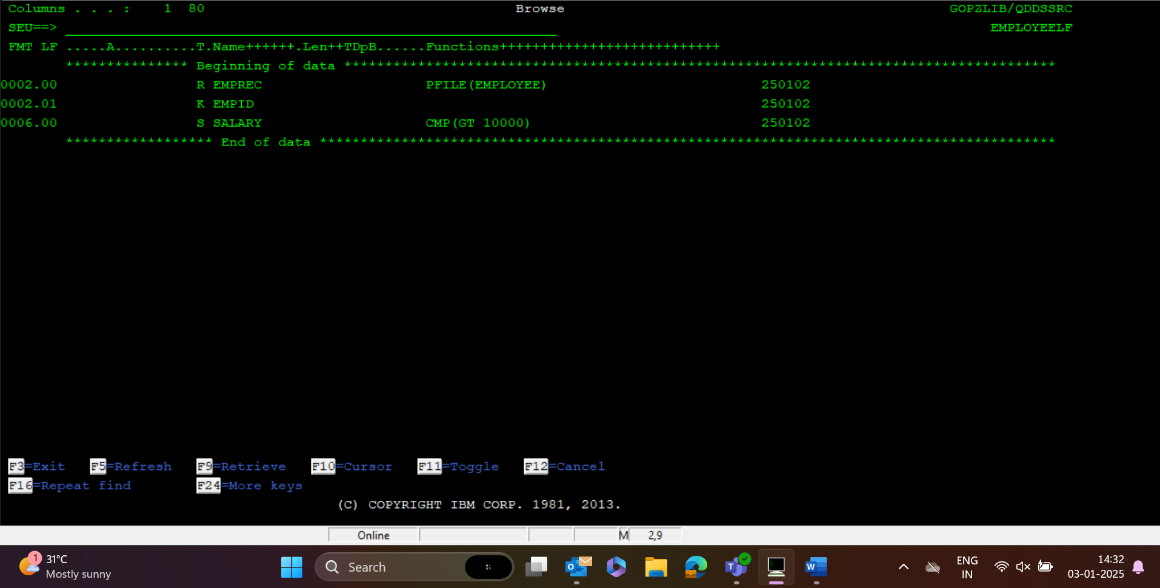 Columns . . . :    1  80                                      Browse                                               GOPZLIB/QDDSSRC
SEU==>                                                                                                                  EMPLOYEELF
FMT LF .....A..........T.Name++++++.Len++TDpB......Functions+++++++++++++++++++++++++++
*************** Beginning of data ***************************************************************************************
0002.00                 R EMPREC                    PFILE(EMPLOYEE)                          250102
0002.01                 K EMPID                                                              250102
0006.00                 S SALARY                    CMP(GT 10000)                            250102
****************** End of data ******************************************************************************************
F3=Exit   F5=Refresh   F9=Retrieve   F10=Cursor   F11=Toggle   F12=Cancel
F16=Repeat find        F24=More keys
(C) COPYRIGHT IBM CORP. 1981, 2013.
Online M 2,9
1 31°C
Mostly sunny
Search
ENG
IN
14:32
03-01-2025